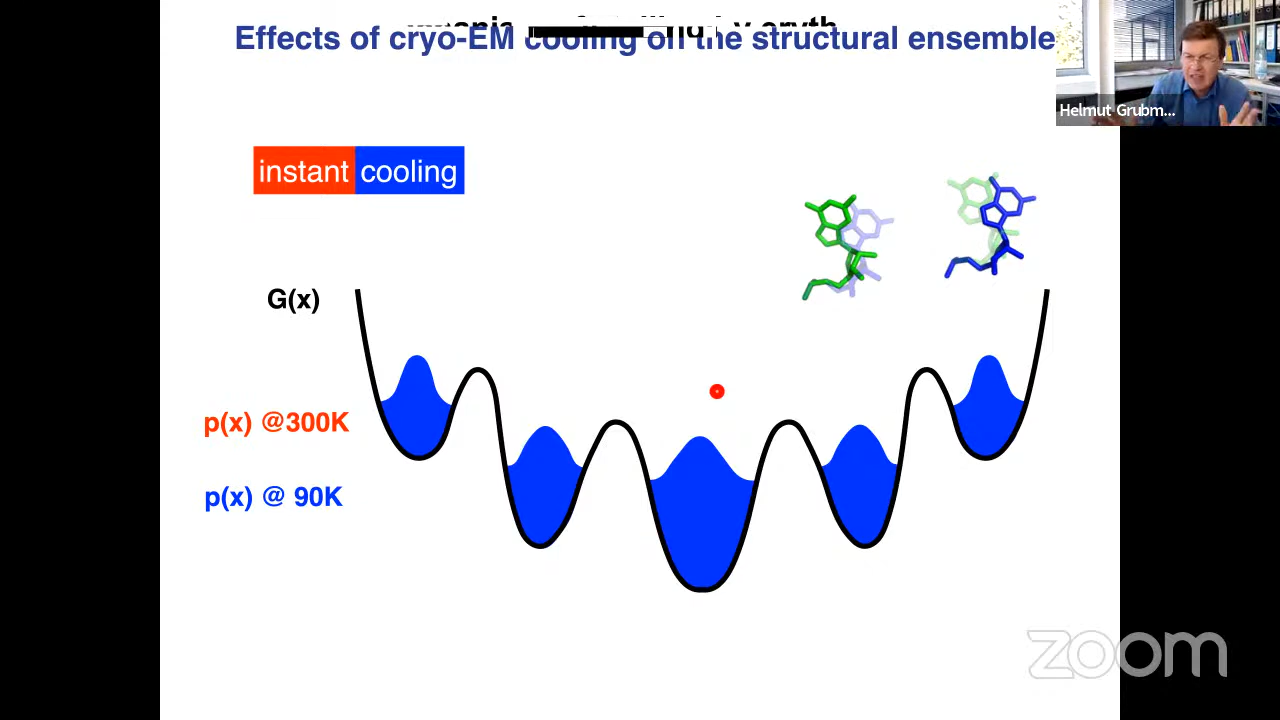 Effects of cryo-EM cooling on the structural ensemble
Helmut Grubm...
instant cooling
G(x)
p(x) @300K
p(x) @ 90K
zoom